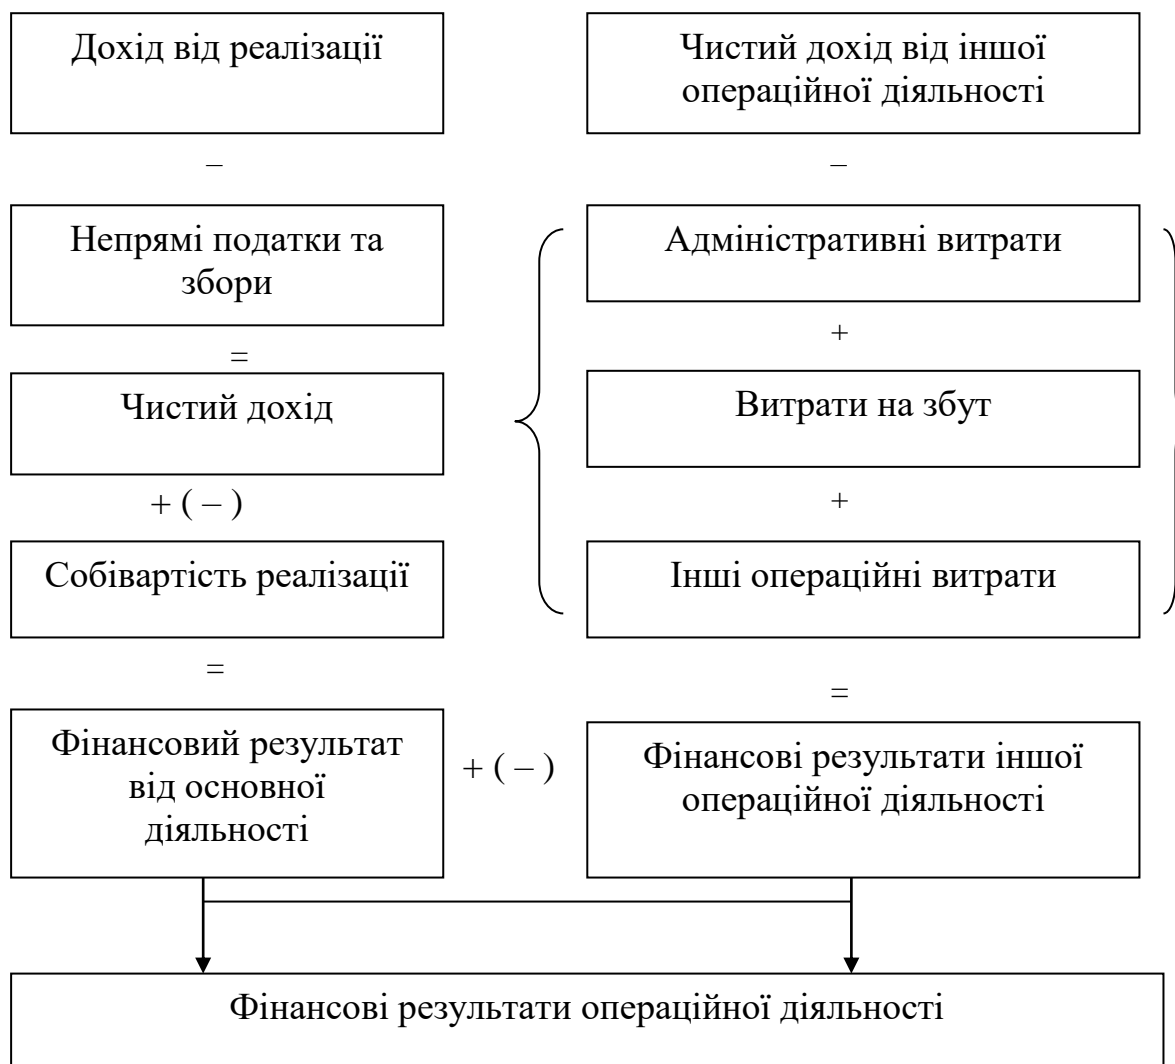 Дохід від реалізації
–
Непрямі податки та
збори
=
Чистий дохід
+ ( – )
Собівартість реалізації
=
Фінансовий результат
від основної
діяльності
+ ( – )
Чистий дохід від іншої
операційної діяльності
–
Адміністративні витрати
+
Витрати на збут
+
Інші операційні витрати
=
Фінансові результати іншої
операційної діяльності
Фінансові результати операційної діяльності